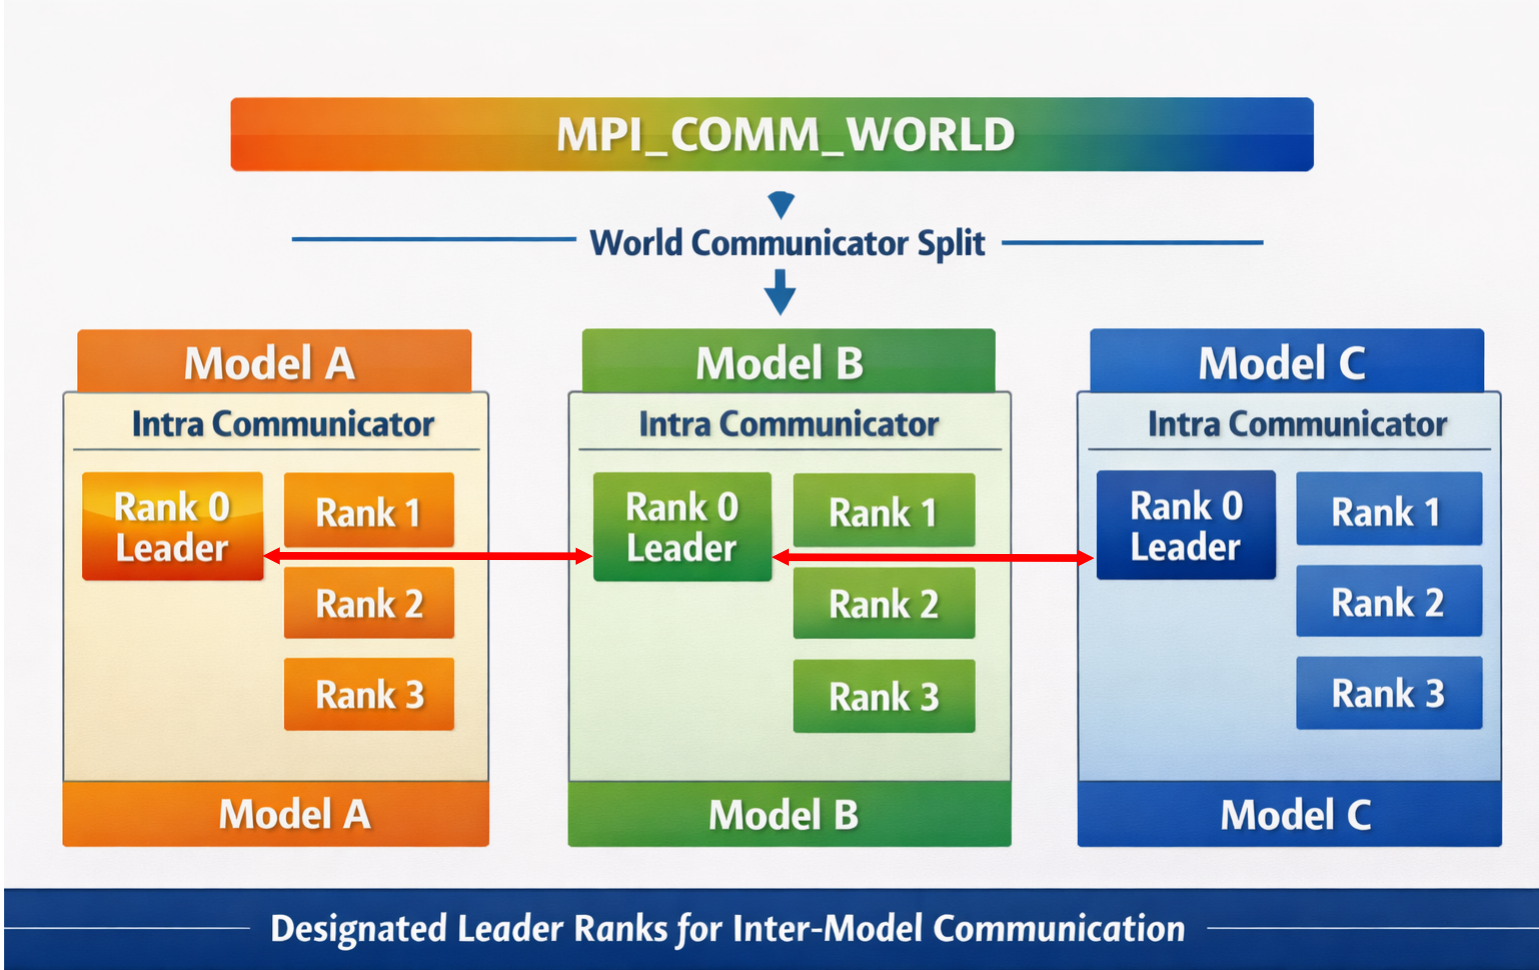 MPI_COMM_WORLD
World Communicator Split
Model A
Intra Communicator
Rank 0
Leader
Rank 1
Rank 2
Rank 3
Model A
Model B
Intra Communicator
Rank 0
Leader
Rank 1
Rank 2
Rank 3
Model B
Model C
Intra Communicator
Rank 0
Leader
Rank 1
Rank 2
Rank 3
Model C
Designated Leader Ranks for Inter-Model Communication